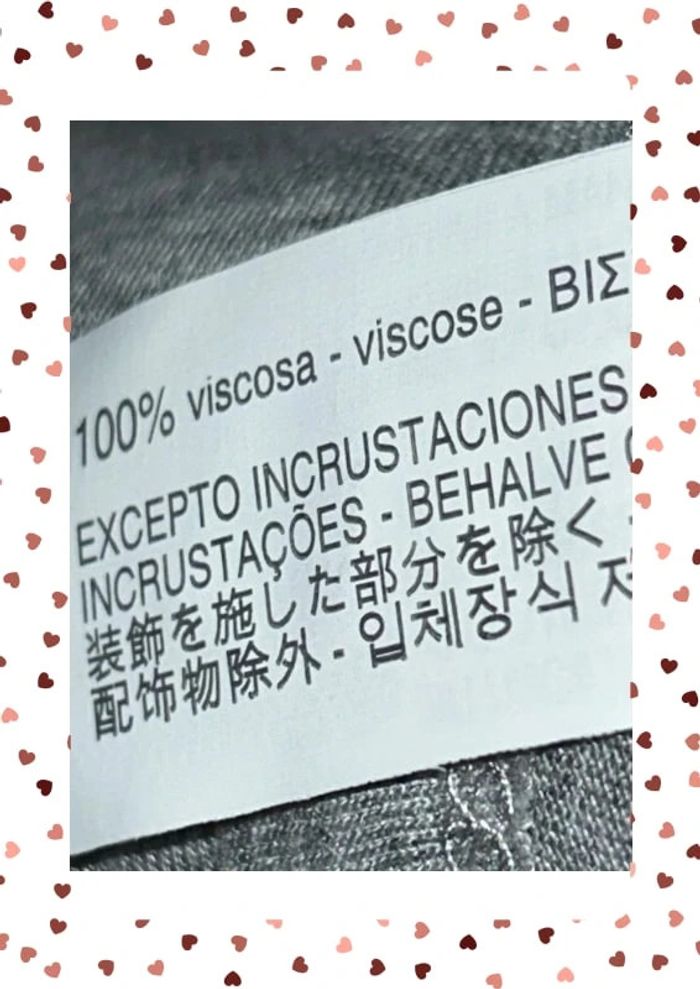 100% viscosa - viscose - ΒΙΣ
EXCEPTO INCRUSTACIONES
INCRUSTAÇÕES - BEHALVE
装飾を施した部分を除く -
配饰物除外 - 입체장식